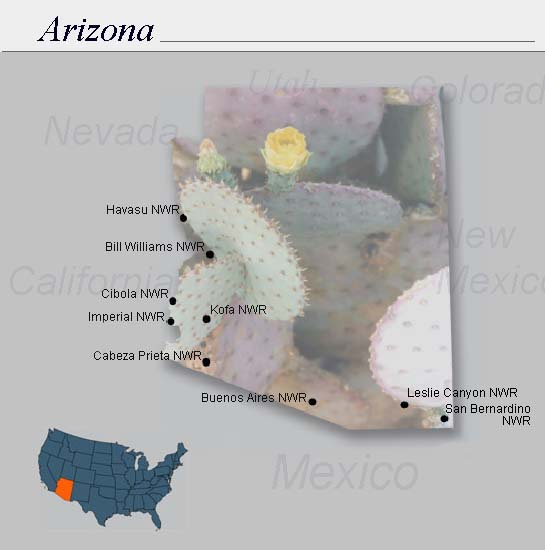 Arizona
Utah
Colorad
Nevada
Havasu NWR
New
Mexico
Bill Williams NWR
California
Cibola NWR
Imperial NWR
Kofa NWR
Cabeza Prieta NWR
Buenos Aires NWR
Leslie Canyon NWR
San Bernardino
NWR
Mexico